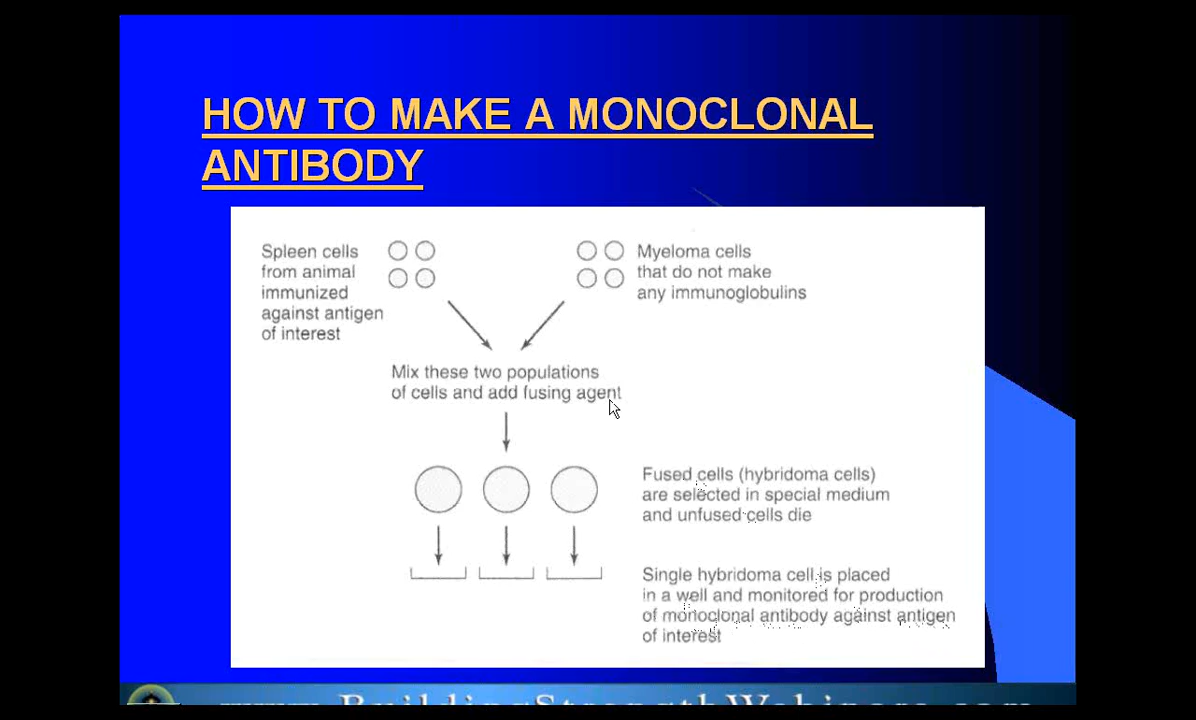 HOW TO MAKE A MONOCLONAL
ANTIBODY
Spleen cells
from animal
immunized
against antigen
of interest
Myeloma cells
that do not make
any immunoglobulins
Mix these two populations
of cells and add fusing agent
Fused cells (hybridoma cells)
are selected in special medium
and unfused cells die
Single hybridoma cell is placed
in a well and monitored for production
of monoclonal antibody against antigen
of interest
www.BuildingStrengthWebinars.com